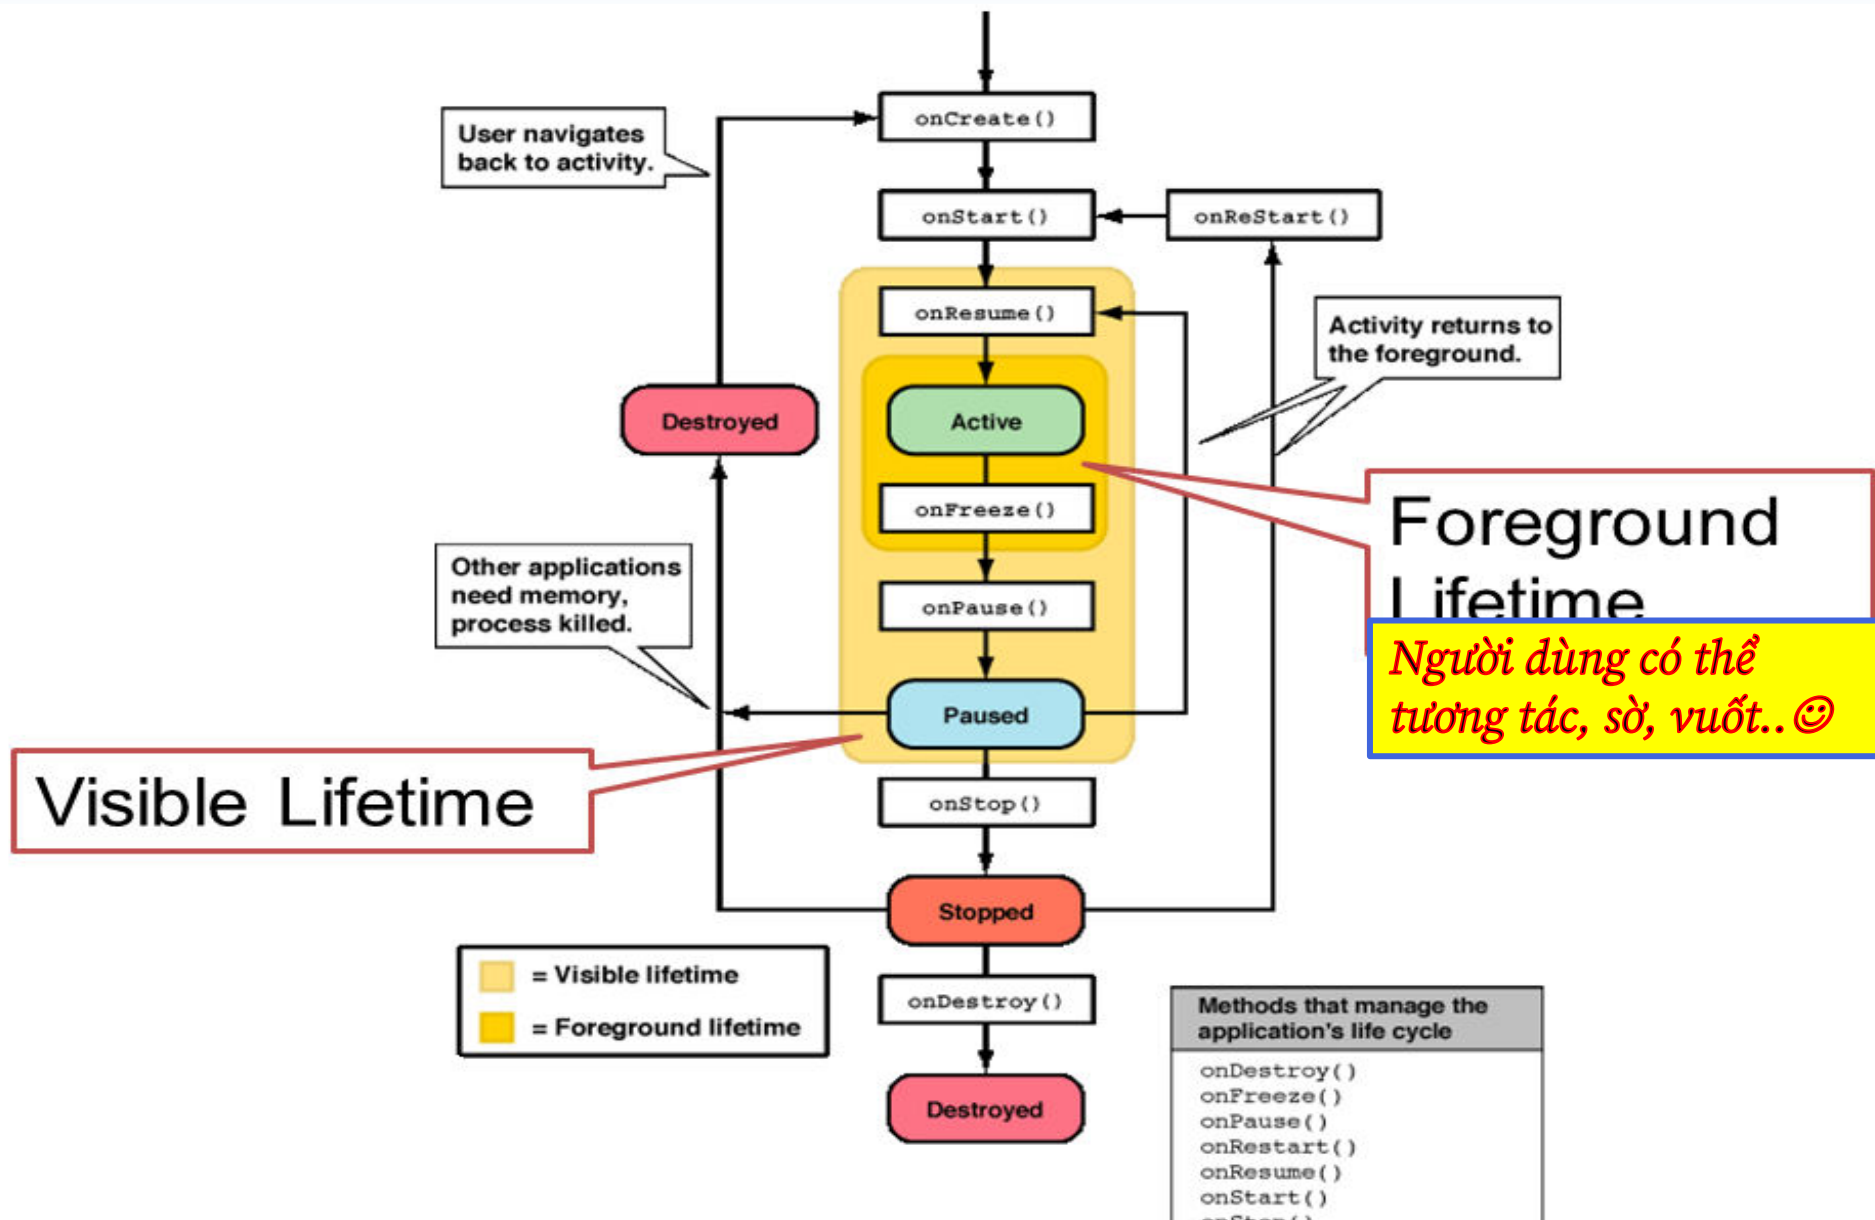 onCreate()
User navigates
back to activity.
onStart()
onReStart()
onResume()
Activity returns to
the foreground.
Destroyed
Active
onFreeze()
Foreground
Lifetime
Other applications
need memory,
process killed.
onPause()
Người dùng có thể
tương tác, sờ, vuốt..☺
Paused
Visible Lifetime
onStop()
Stopped
= Visible lifetime
= Foreground lifetime
onDestroy()
Destroyed
Methods that manage the
application's life cycle
onDestroy()
onFreeze()
onPause()
onRestart()
onResume()
onStart()
onStop()